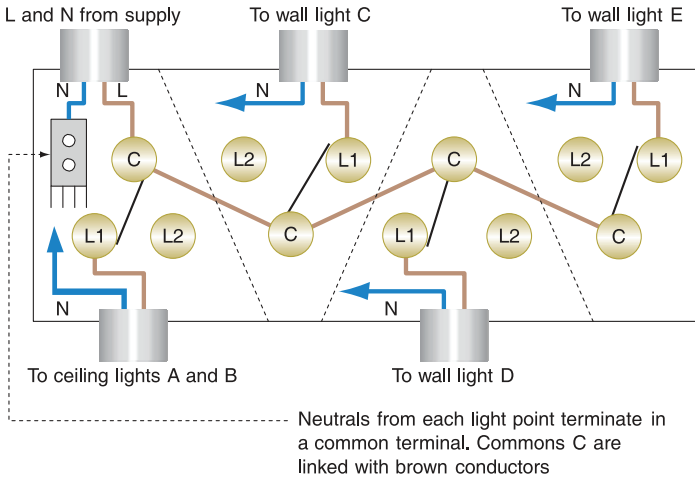 L and N from supply
To wall light C
To wall light E
N
L
N
N
C
L2
L1
C
L2
L1
L1
L2
C
L1
L2
C
N
N
To ceiling lights A and B
To wall light D
Neutrals from each light point terminate in
a common terminal. Commons C are
linked with brown conductors